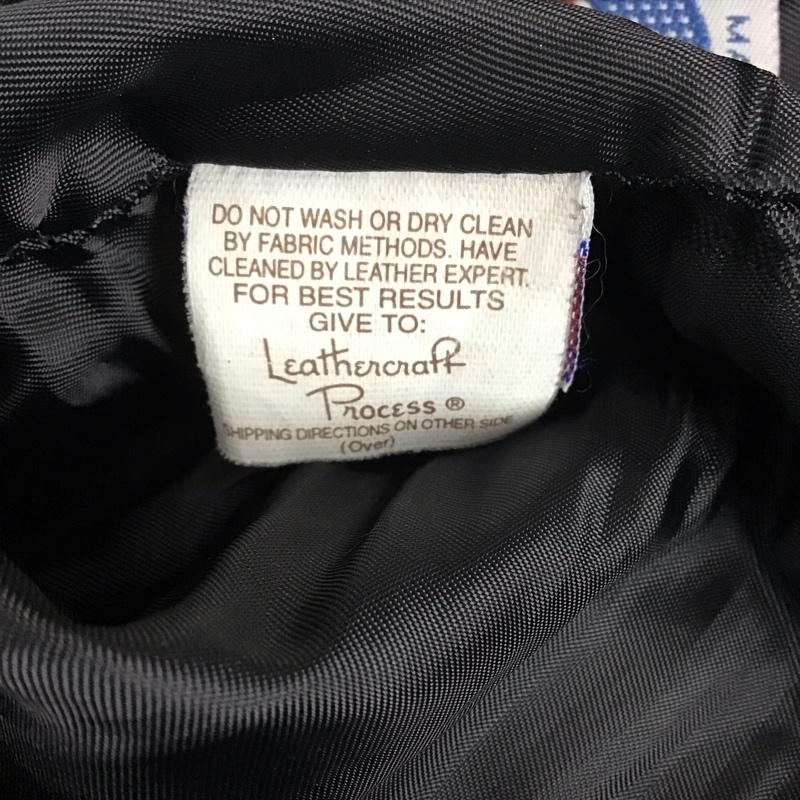 MA
DO NOT WASH OR DRY CLEAN
BY FABRIC METHODS. HAVE
CLEANED BY LEATHER EXPERT.
FOR BEST RESULTS
GIVE TO:
Leathercraft
Process ®
SHIPPING DIRECTIONS ON OTHER SIDE
(Over)